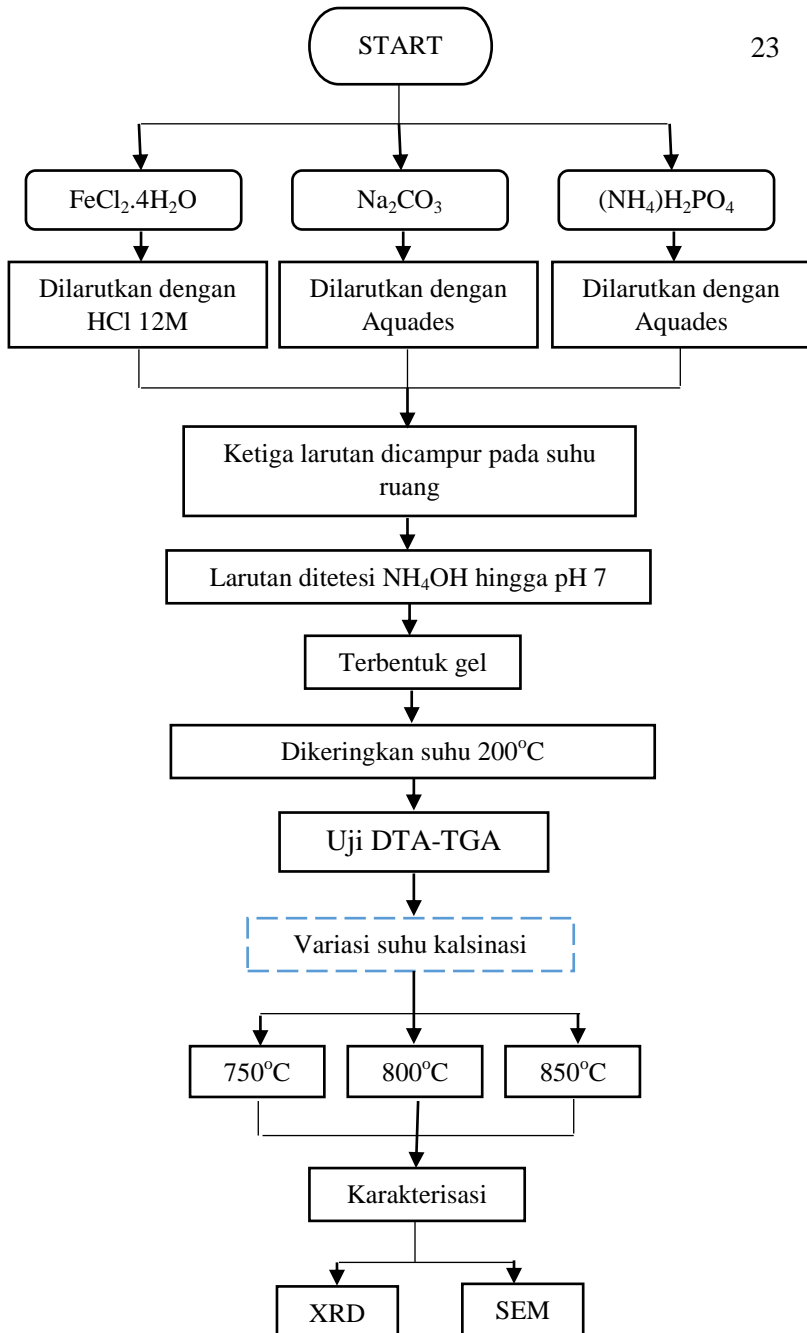 23
START
FeCl₂.4H₂O
Na₂CO₃
(NH₄)H₂PO₄
Dilarutkan dengan
HCl 12M
Dilarutkan dengan
Aquades
Dilarutkan dengan
Aquades
Ketiga larutan dicampur pada suhu
ruang
Larutan ditetesi NH₄OH hingga pH 7
Terbentuk gel
Dikeringkan suhu 200°C
Uji DTA-TGA
Variasi suhu kalsinasi
750°C
800°C
850°C
Karakterisasi
XRD
SEM